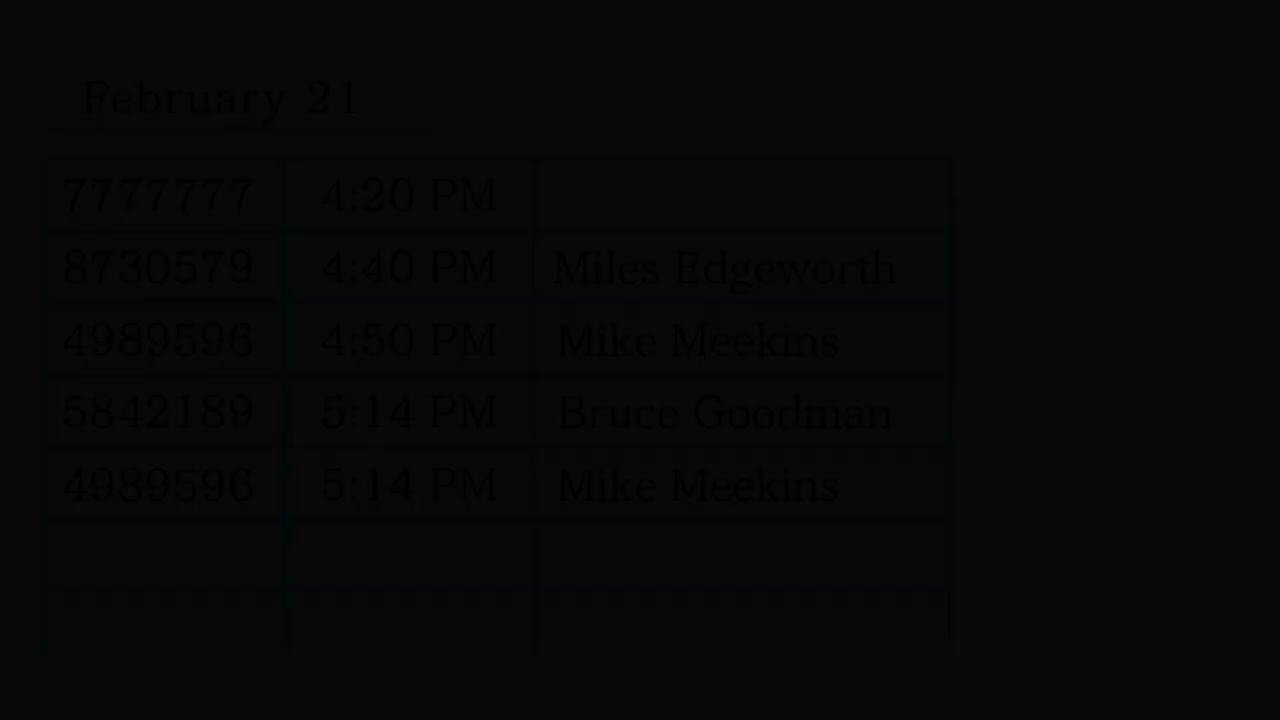 February 21
7777777 4:20 PM
8730579 4:40 PM Miles Edgeworth
4989596 4:50 PM Mike Meekins
5842189 5:14 PM Bruce Goodman
4989596 5:14 PM Mike Meekins